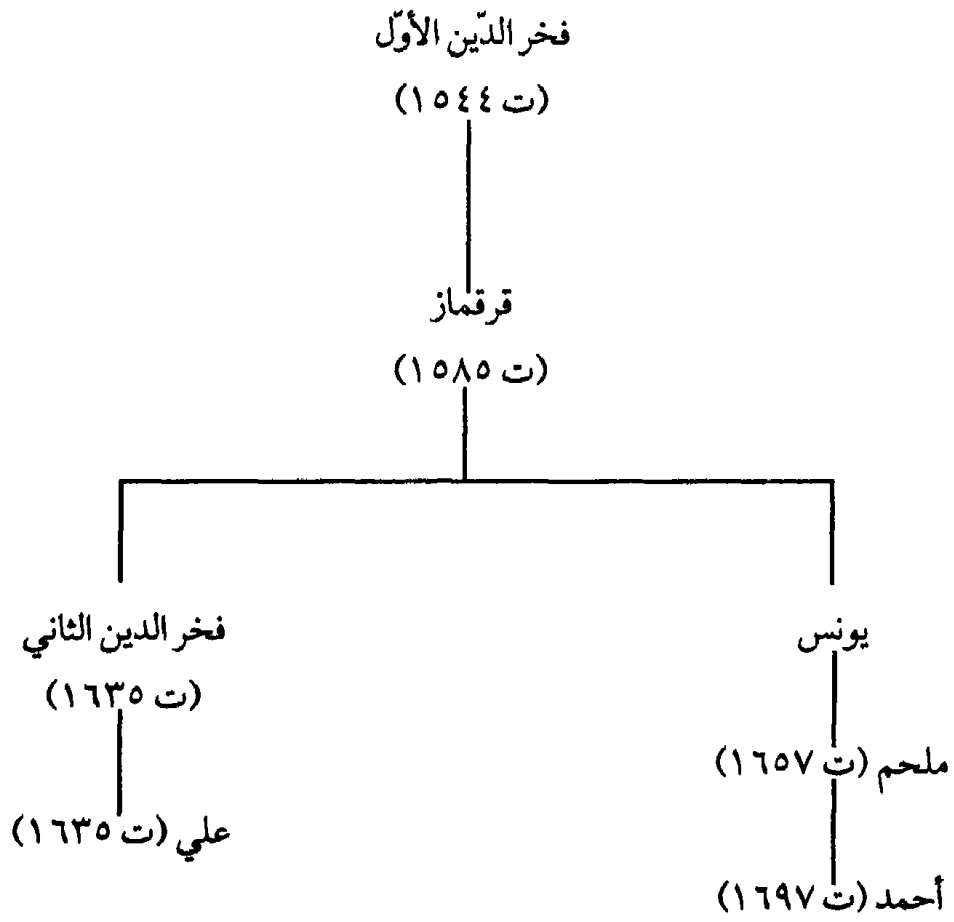 فخر الدّين الأوّل
(ت ١٥٤٤)
قرقماز
(ت ١٥٨٥)
يونس
فخر الدين الثاني
(ت ١٦٣٥)
ملحم (ت ١٦٥٧)
علي (ت ١٦٣٥)
أحمد (ت ١٦٩٧)